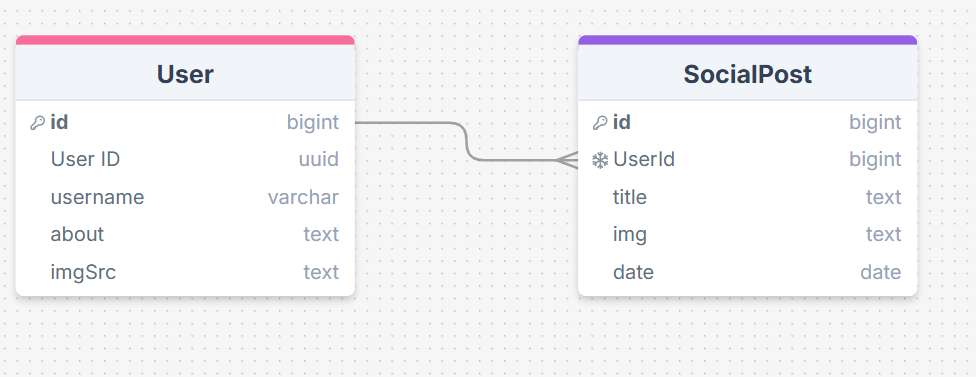 User
id bigint
User ID uuid
username varchar
about text
imgSrc text
SocialPost
id bigint
UserId bigint
title text
img text
date date